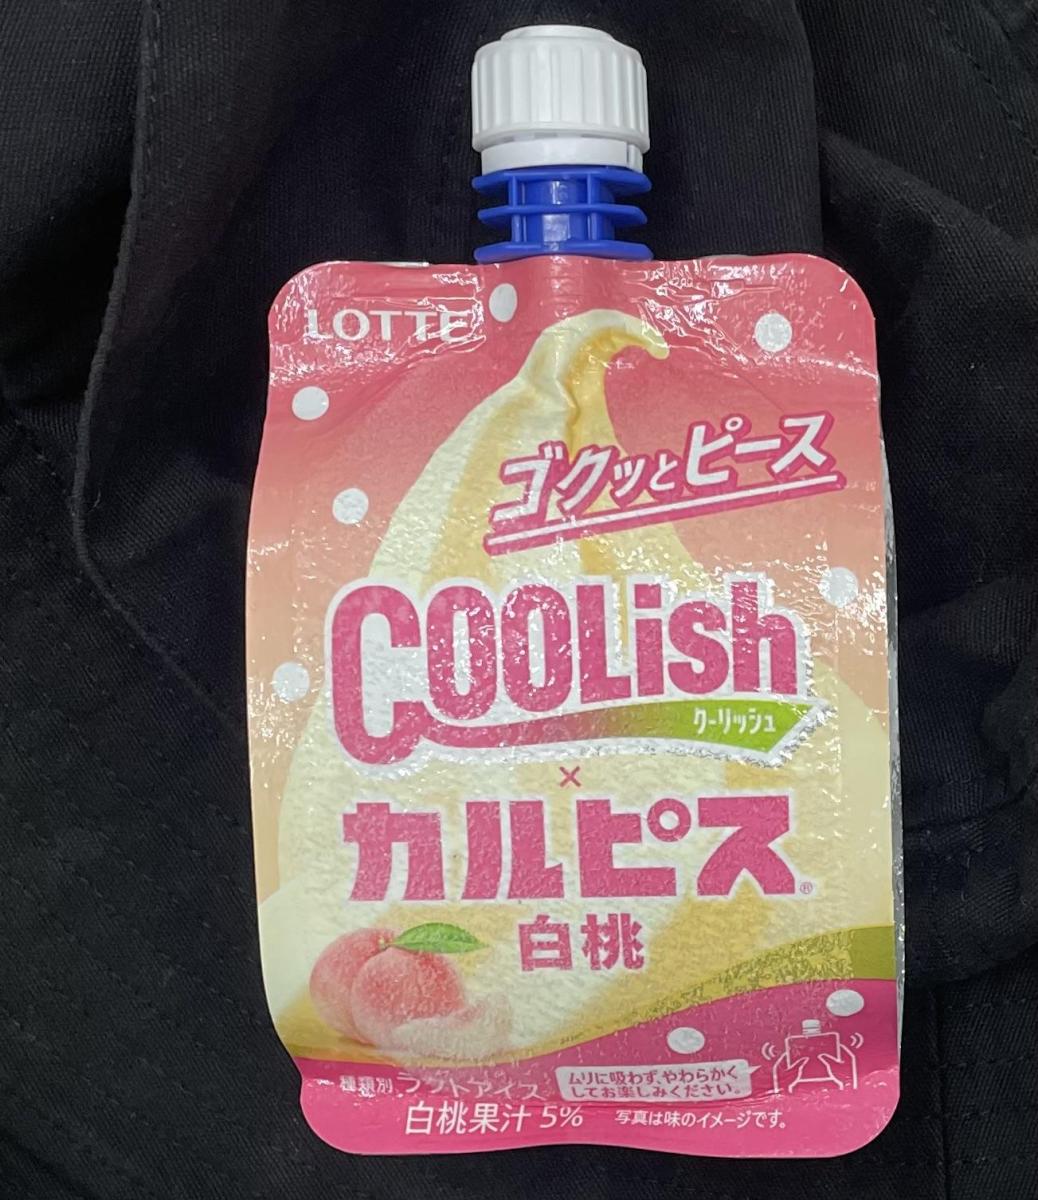 LOTTE
ゴクッとピース
COOLish
クーリッシュ
×
カルピス®
白桃
種類別 ラクトアイス
ムリに吸わず、やわらかく
してお楽しみください。
白桃果汁 5%
写真は味のイメージです。